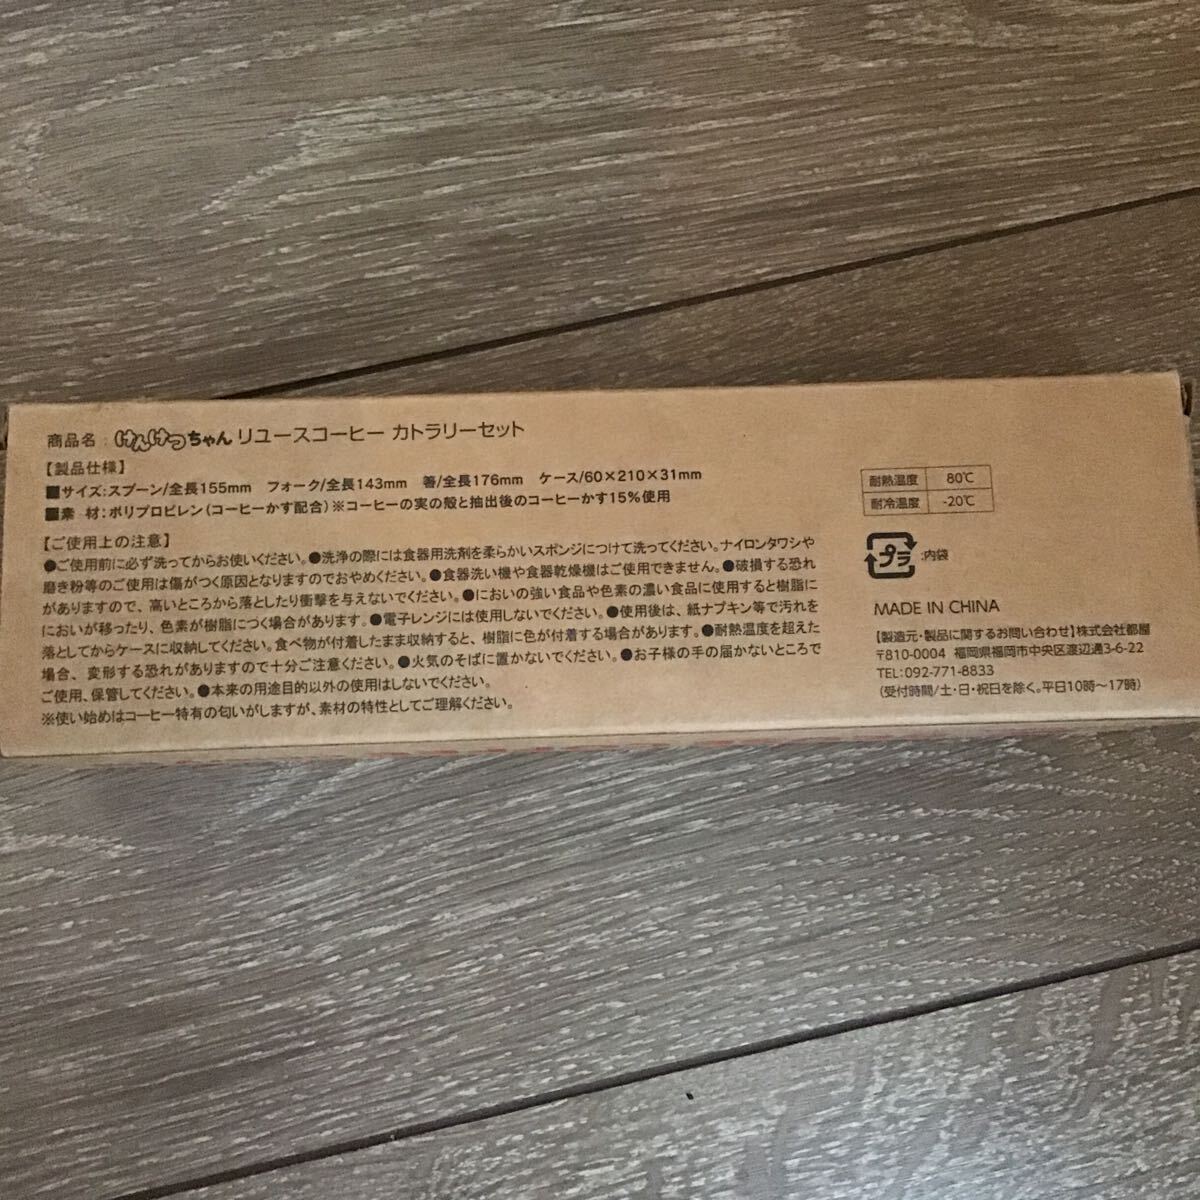 商品名:けんけつちゃん リユースコーヒー カトラリーセット
【製品仕様】
■サイズ:スプーン/全長155mm フォーク/全長143mm 箸/全長176mm ケース/60×210×31mm
■素 材:ポリプロピレン(コーヒーかす配合)※コーヒーの実の殻と抽出後のコーヒーかす15%使用
【ご使用上の注意】
●ご使用前に必ず洗ってからお使いください。●洗浄の際には食器用洗剤を柔らかいスポンジにつけて洗ってください。ナイロンタワシや
磨き粉等のご使用は傷がつく原因となりますのでおやめください。●食器洗い機や食器乾燥機はご使用できません。●破損する恐れ
がありますので、高いところから落としたり衝撃を与えないでください。●においの強い食品や色素の濃い食品に使用すると樹脂に
においが移ったり、色素が樹脂につく場合があります。●電子レンジには使用しないでください。●使用後は、紙ナプキン等で汚れを
落としてからケースに収納してください。食べ物が付着したまま収納すると、樹脂に色が付着する場合があります。●耐熱温度を超えた
場合、変形する恐れがありますので十分ご注意ください。●火気のそばに置かないでください。●お子様の手の届かないところで
ご使用、保管してください。●本来の用途目的以外の使用はしないでください。
※使い始めはコーヒー特有の匂いがしますが、素材の特性としてご理解ください。
耐熱温度 80℃
耐冷温度 -20℃
プラ :内袋
MADE IN CHINA
【製造元・製品に関するお問い合わせ】株式会社都屋
〒810-0004 福岡県福岡市中央区渡辺通3-6-22
TEL:092-771-8833
(受付時間/土・日・祝日を除く。平日10時〜17時)